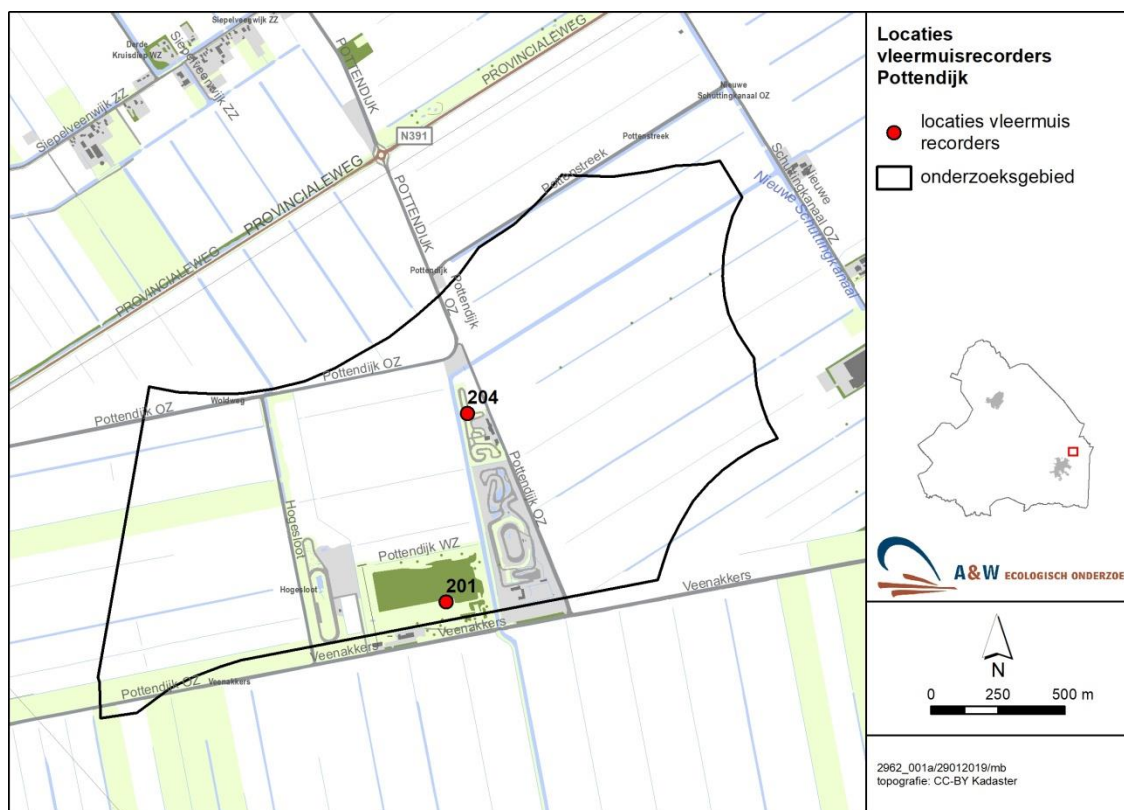 Siepelveenwijk ZZ
Derde
Kruisdiep WZ
Siepelveenwijk ZZ
Siepelveenwijk ZZ
POTTENDIJK
PROVINCIALEWEG
N391
PROVINCIALEWEG
PROVINCIALEWEG
POTTENDIJK
Nieuwe
Schuttingkanaal OZ
Pottenstreek
Pottenstreek
Nieuwe
Schuttingkanaal OZ
Nieuwe Schuttingkanaal
Pottendijk
Pottendijk
OZ
Pottendijk OZ
Pottendijk OZ
Woldweg
204
Pottendijk OZ
Hogesloot
Hogesloot
Pottendijk WZ
201
Veenakkers
Veenakkers
Veenakkers
Pottendijk OZ
Veenakkers
Locaties
vleermuisrecorders
Pottendijk
locaties vleermuis
recorders
onderzoeksgebied
A&W ECOLOGISCH ONDERZOE
N
0 250 500 m
2962_001a/29012019/mb
topografie: CC-BY Kadaster